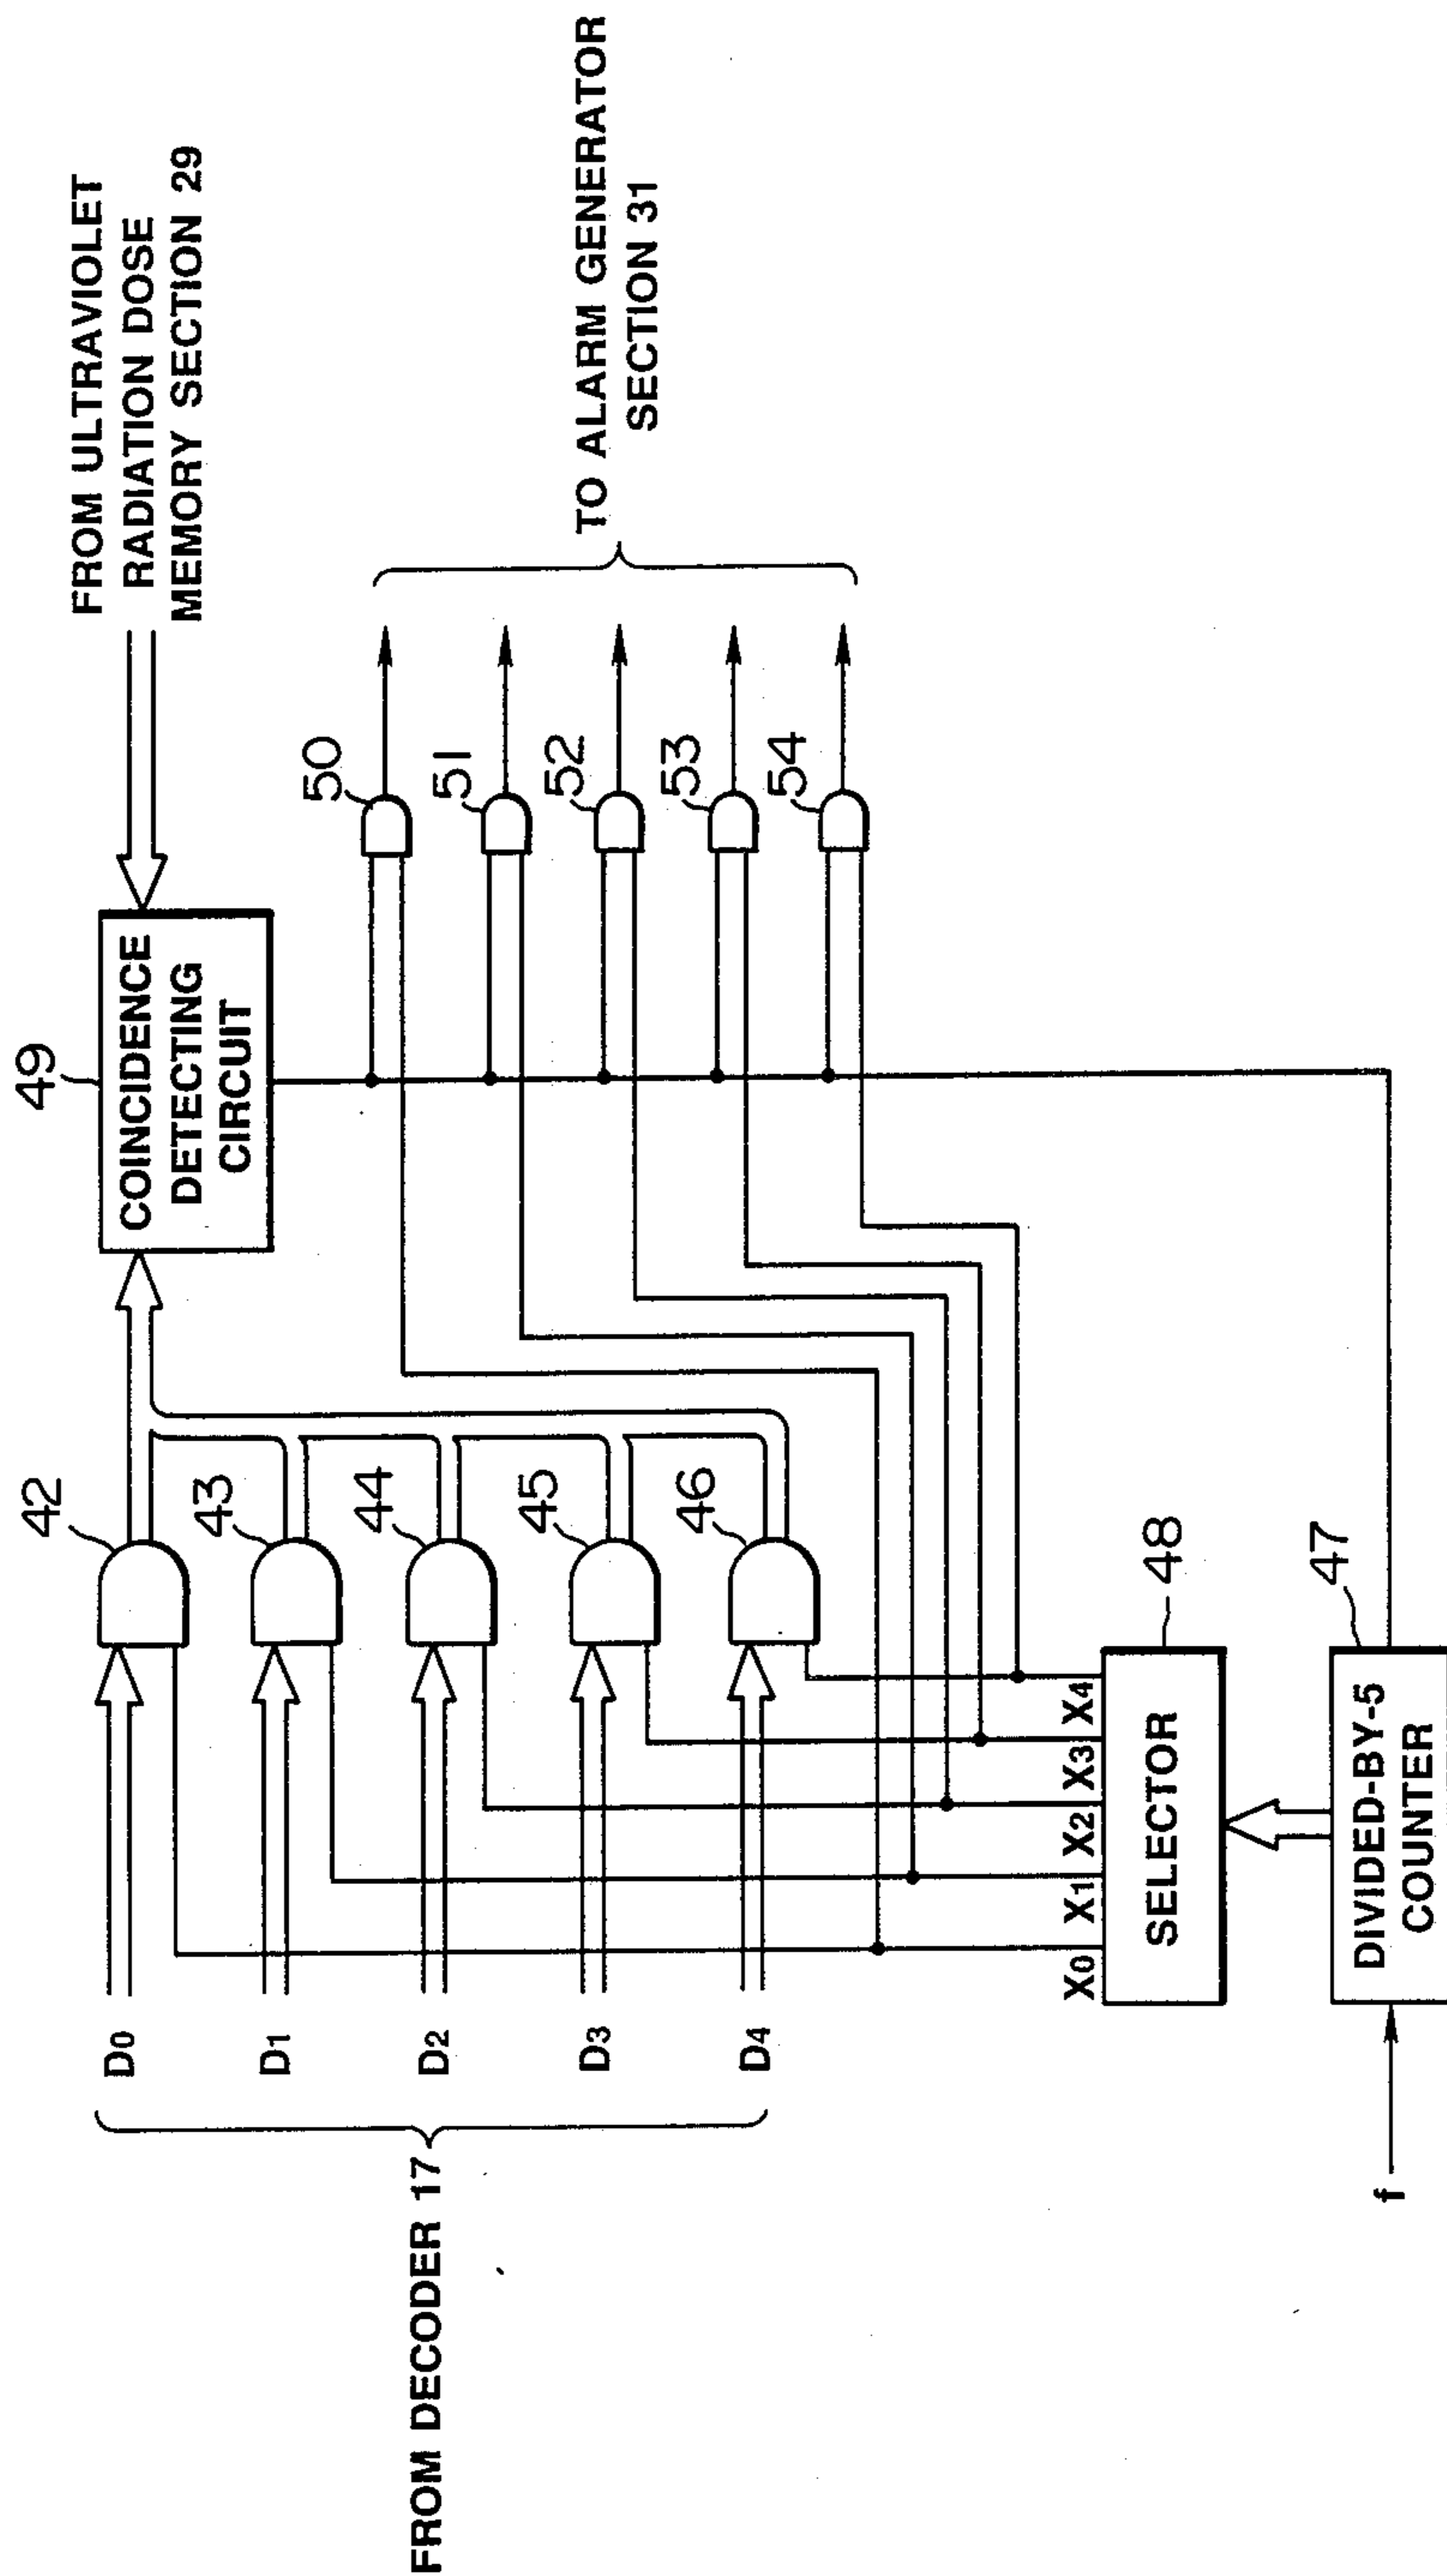 FROM ULTRAVIOLET
RADIATION DOSE
MEMORY SECTION 29
49
COINCIDENCE
DETECTING
CIRCUIT
42
43
44
45
46
D0
D1
D2
D3
D4
FROM DECODER 17
50
51
52
53
54
TO ALARM GENERATOR
SECTION 31
X0
X1
X2
X3
X4
SELECTOR
48
47
DIVIDED-BY-5
COUNTER
f